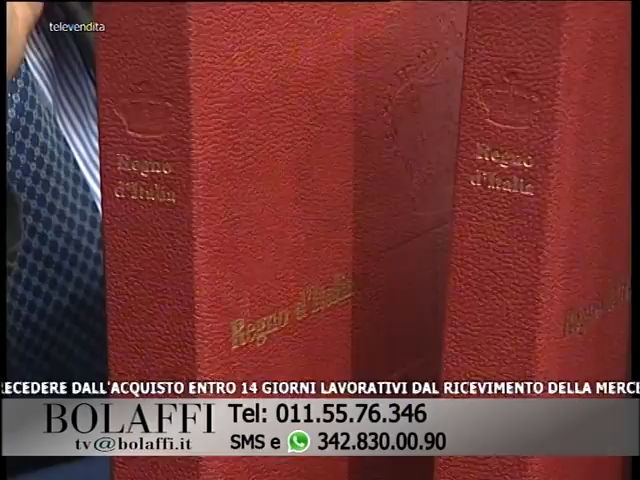 televendita
Regno
d'Italia
Regno
d'Italia
Regno d'Italia
RECEDERE DALL'ACQUISTO ENTRO 14 GIORNI LAVORATIVI DAL RICEVIMENTO DELLA MERCE
BOLAFFI
tv@bolaffi.it
Tel: 011.55.76.346
SMS e 342.830.00.90